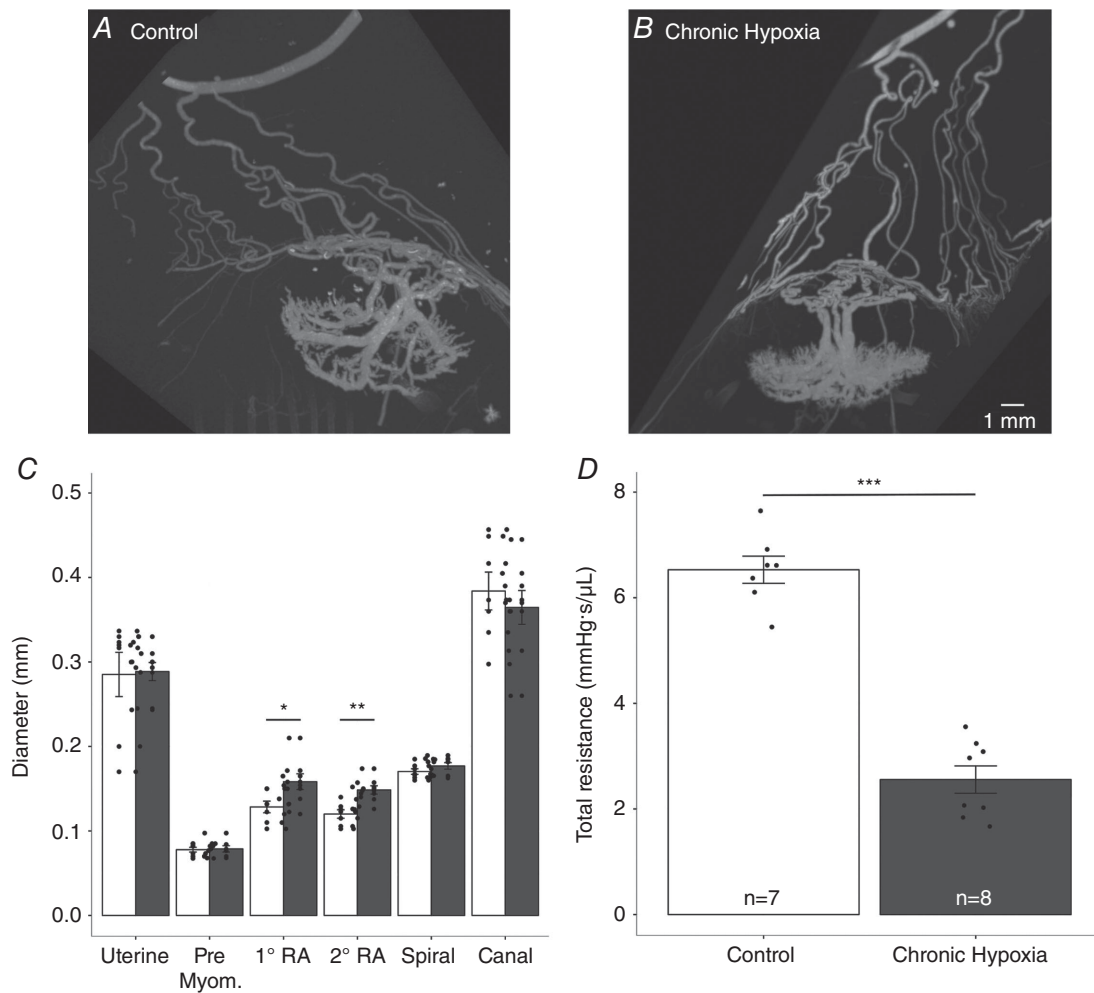 A Control
B Chronic Hypoxia
1 mm
C
Diameter (mm)
0.5
0.4
0.3
0.2
0.1
0.0
*
**
Uterine
Pre
Myom.
1° RA
2° RA
Spiral
Canal
D
Total resistance (mmHg·s/µL)
8
6
4
2
0
***
n=7
n=8
Control
Chronic Hypoxia